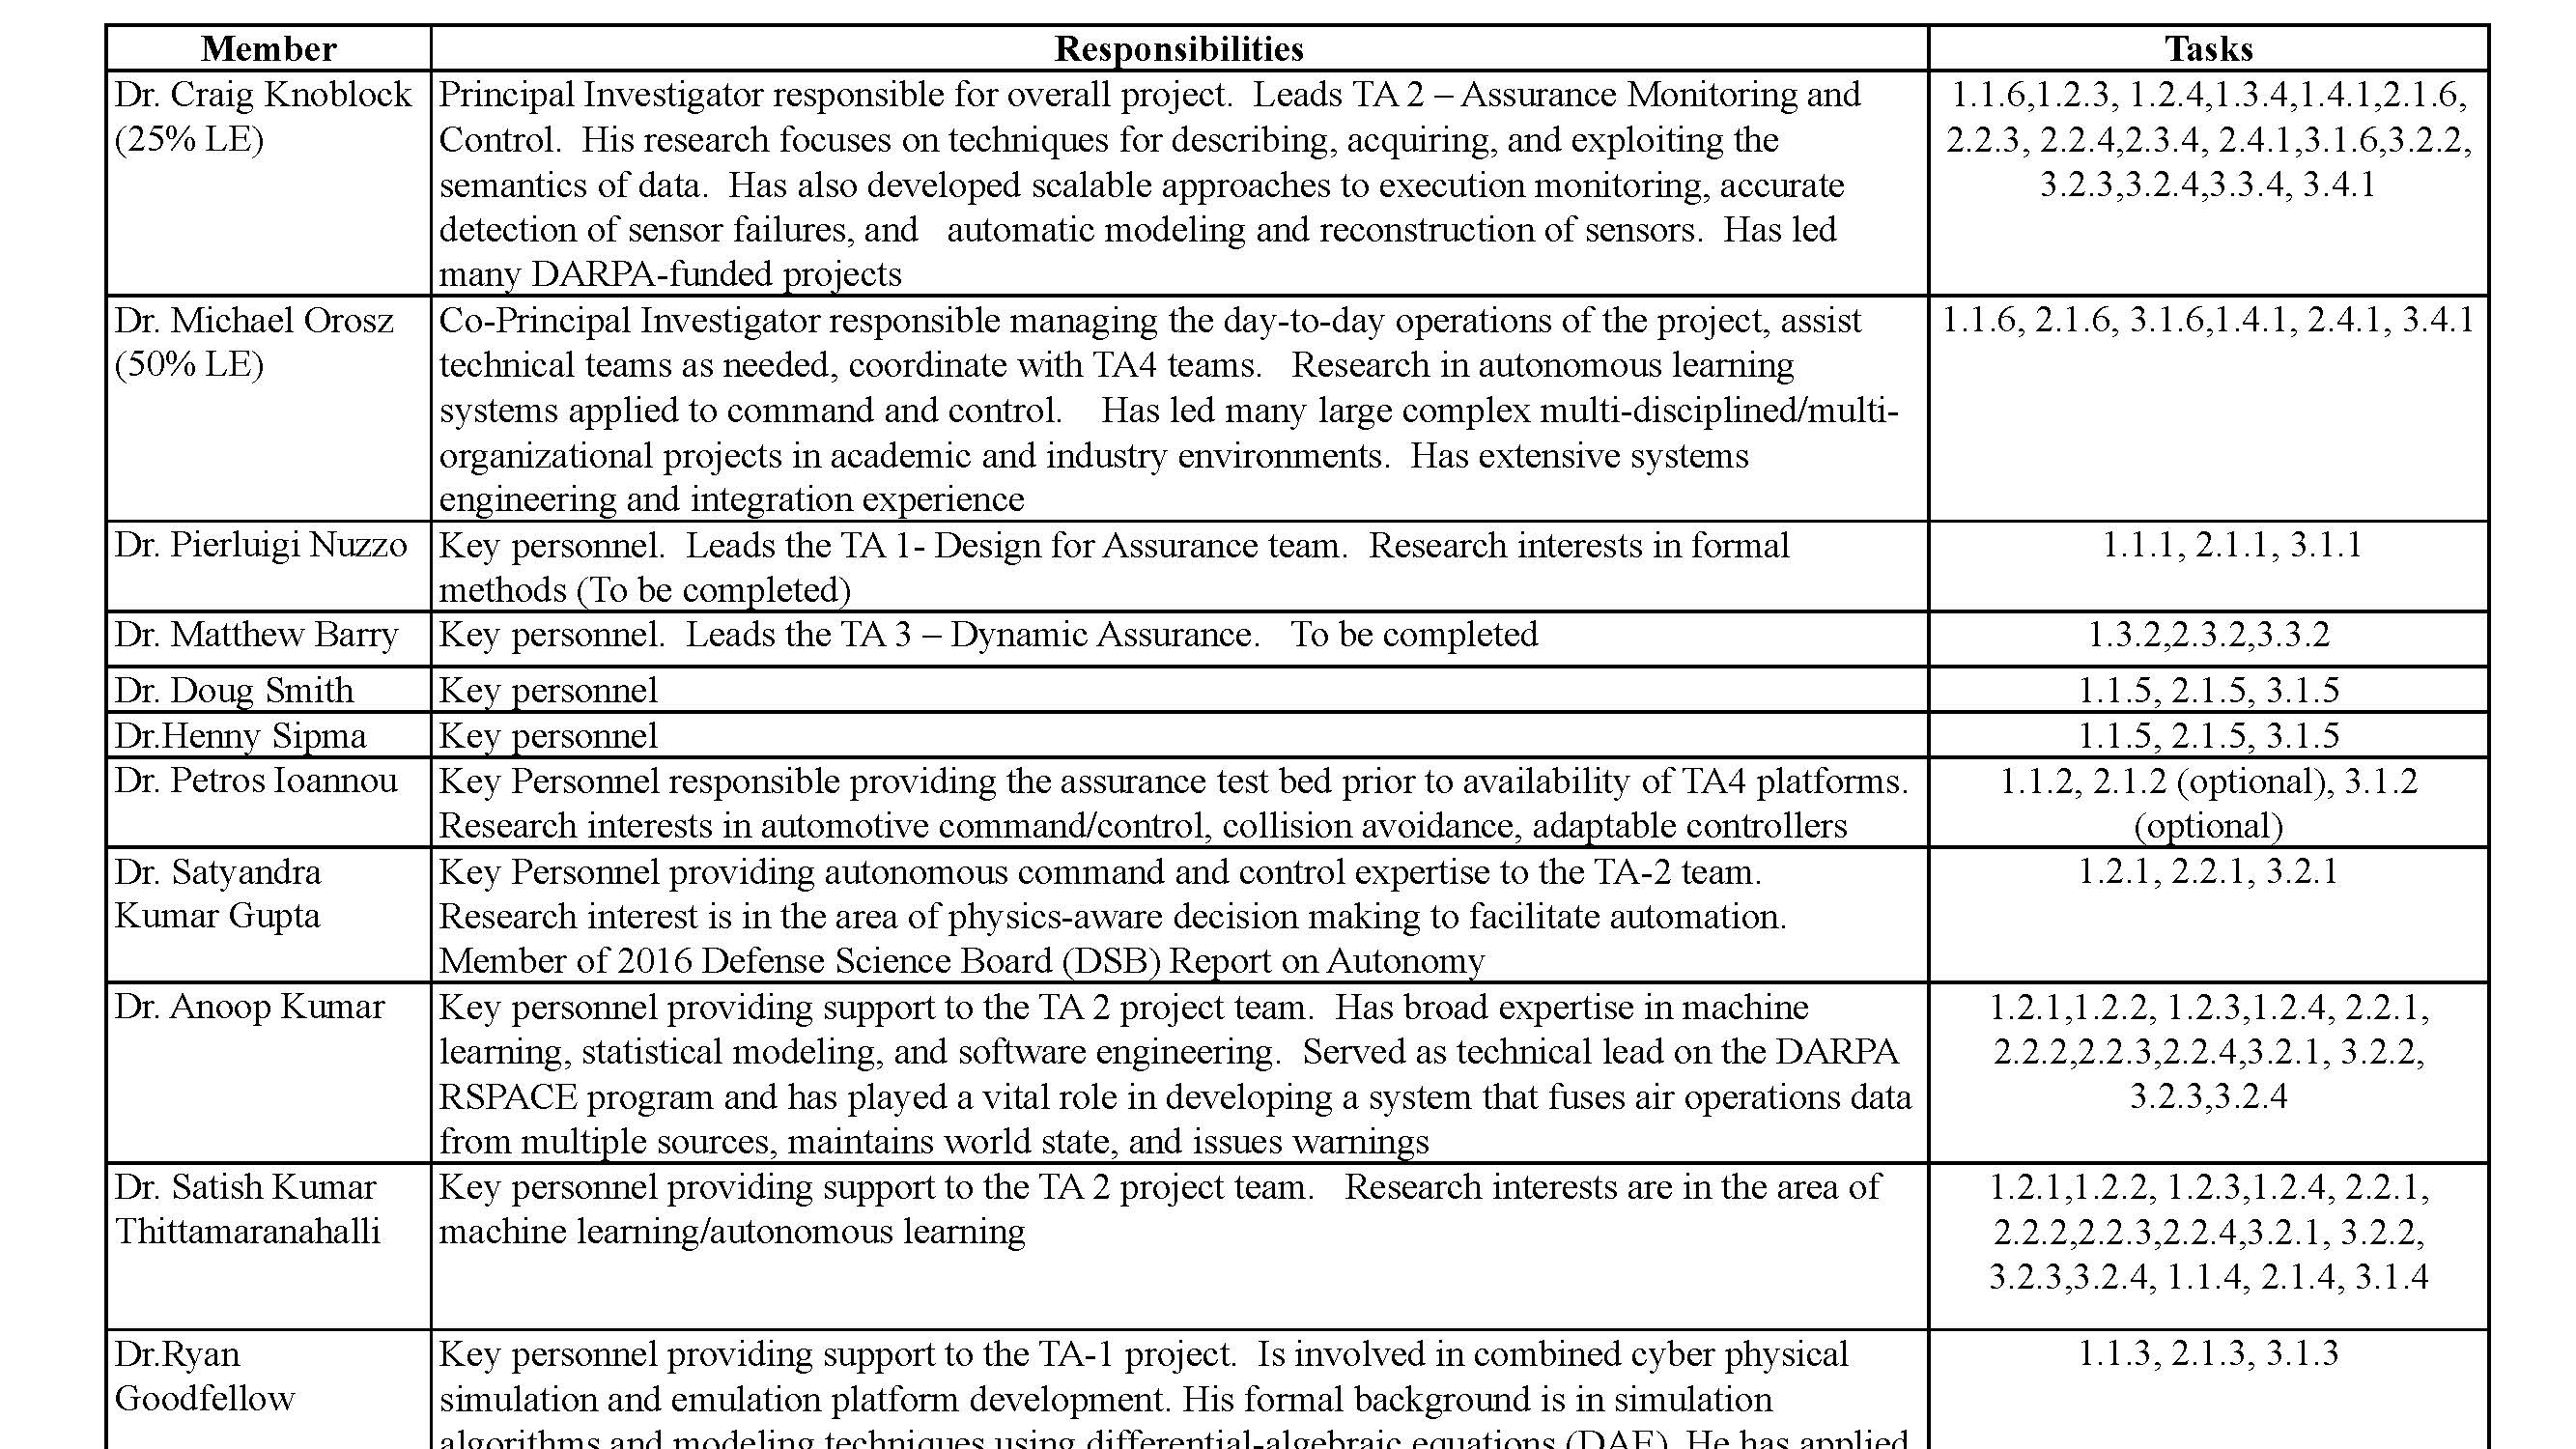 Member Responsibilities Tasks
Dr. Craig Knoblock
(25% LE)
Principal Investigator responsible for overall project.  Leads TA 2 – Assurance Monitoring and
Control.  His research focuses on techniques for describing, acquiring, and exploiting the
semantics of data.  Has also developed scalable approaches to execution monitoring, accurate
detection of sensor failures, and   automatic modeling and reconstruction of sensors.  Has led
many DARPA-funded projects
1.1.6,1.2.3, 1.2.4,1.3.4,1.4.1,2.1.6,
2.2.3, 2.2.4,2.3.4, 2.4.1,3.1.6,3.2.2,
3.2.3,3.2.4,3.3.4, 3.4.1
Dr. Michael Orosz
(50% LE)
Co-Principal Investigator responsible managing the day-to-day operations of the project, assist
technical teams as needed, coordinate with TA4 teams.   Research in autonomous learning
systems applied to command and control.    Has led many large complex multi-disciplined/multi-
organizational projects in academic and industry environments.  Has extensive systems
engineering and integration experience
1.1.6, 2.1.6, 3.1.6,1.4.1, 2.4.1, 3.4.1
Dr. Pierluigi Nuzzo
Key personnel.  Leads the TA 1- Design for Assurance team.  Research interests in formal
methods (To be completed)
1.1.1, 2.1.1, 3.1.1
Dr. Matthew Barry
Key personnel.  Leads the TA 3 – Dynamic Assurance.   To be completed
1.3.2,2.3.2,3.3.2
Dr. Doug Smith
Key personnel
1.1.5, 2.1.5, 3.1.5
Dr.Henny Sipma
Key personnel
1.1.5, 2.1.5, 3.1.5
Dr. Petros Ioannou
Key Personnel responsible providing the assurance test bed prior to availability of TA4 platforms.
Research interests in automotive command/control, collision avoidance, adaptable controllers
1.1.2, 2.1.2 (optional), 3.1.2
(optional)
Dr. Satyandra
Kumar Gupta
Key Personnel providing autonomous command and control expertise to the TA-2 team.
Research interest is in the area of physics-aware decision making to facilitate automation.
Member of 2016 Defense Science Board (DSB) Report on Autonomy
1.2.1, 2.2.1, 3.2.1
Dr. Anoop Kumar
Key personnel providing support to the TA 2 project team.  Has broad expertise in machine
learning, statistical modeling, and software engineering.  Served as technical lead on the DARPA
RSPACE program and has played a vital role in developing a system that fuses air operations data
from multiple sources, maintains world state, and issues warnings
1.2.1,1.2.2, 1.2.3,1.2.4, 2.2.1,
2.2.2,2.2.3,2.2.4,3.2.1, 3.2.2,
3.2.3,3.2.4
Dr. Satish Kumar
Thittamaranahalli
Key personnel providing support to the TA 2 project team.   Research interests are in the area of
machine learning/autonomous learning
1.2.1,1.2.2, 1.2.3,1.2.4, 2.2.1,
2.2.2,2.2.3,2.2.4,3.2.1, 3.2.2,
3.2.3,3.2.4, 1.1.4, 2.1.4, 3.1.4
Dr.Ryan
Goodfellow
Key personnel providing support to the TA-1 project.  Is involved in combined cyber physical
simulation and emulation platform development. His formal background is in simulation
algorithms and modeling techniques using differential-algebraic equations (DAE). He has applied
1.1.3, 2.1.3, 3.1.3